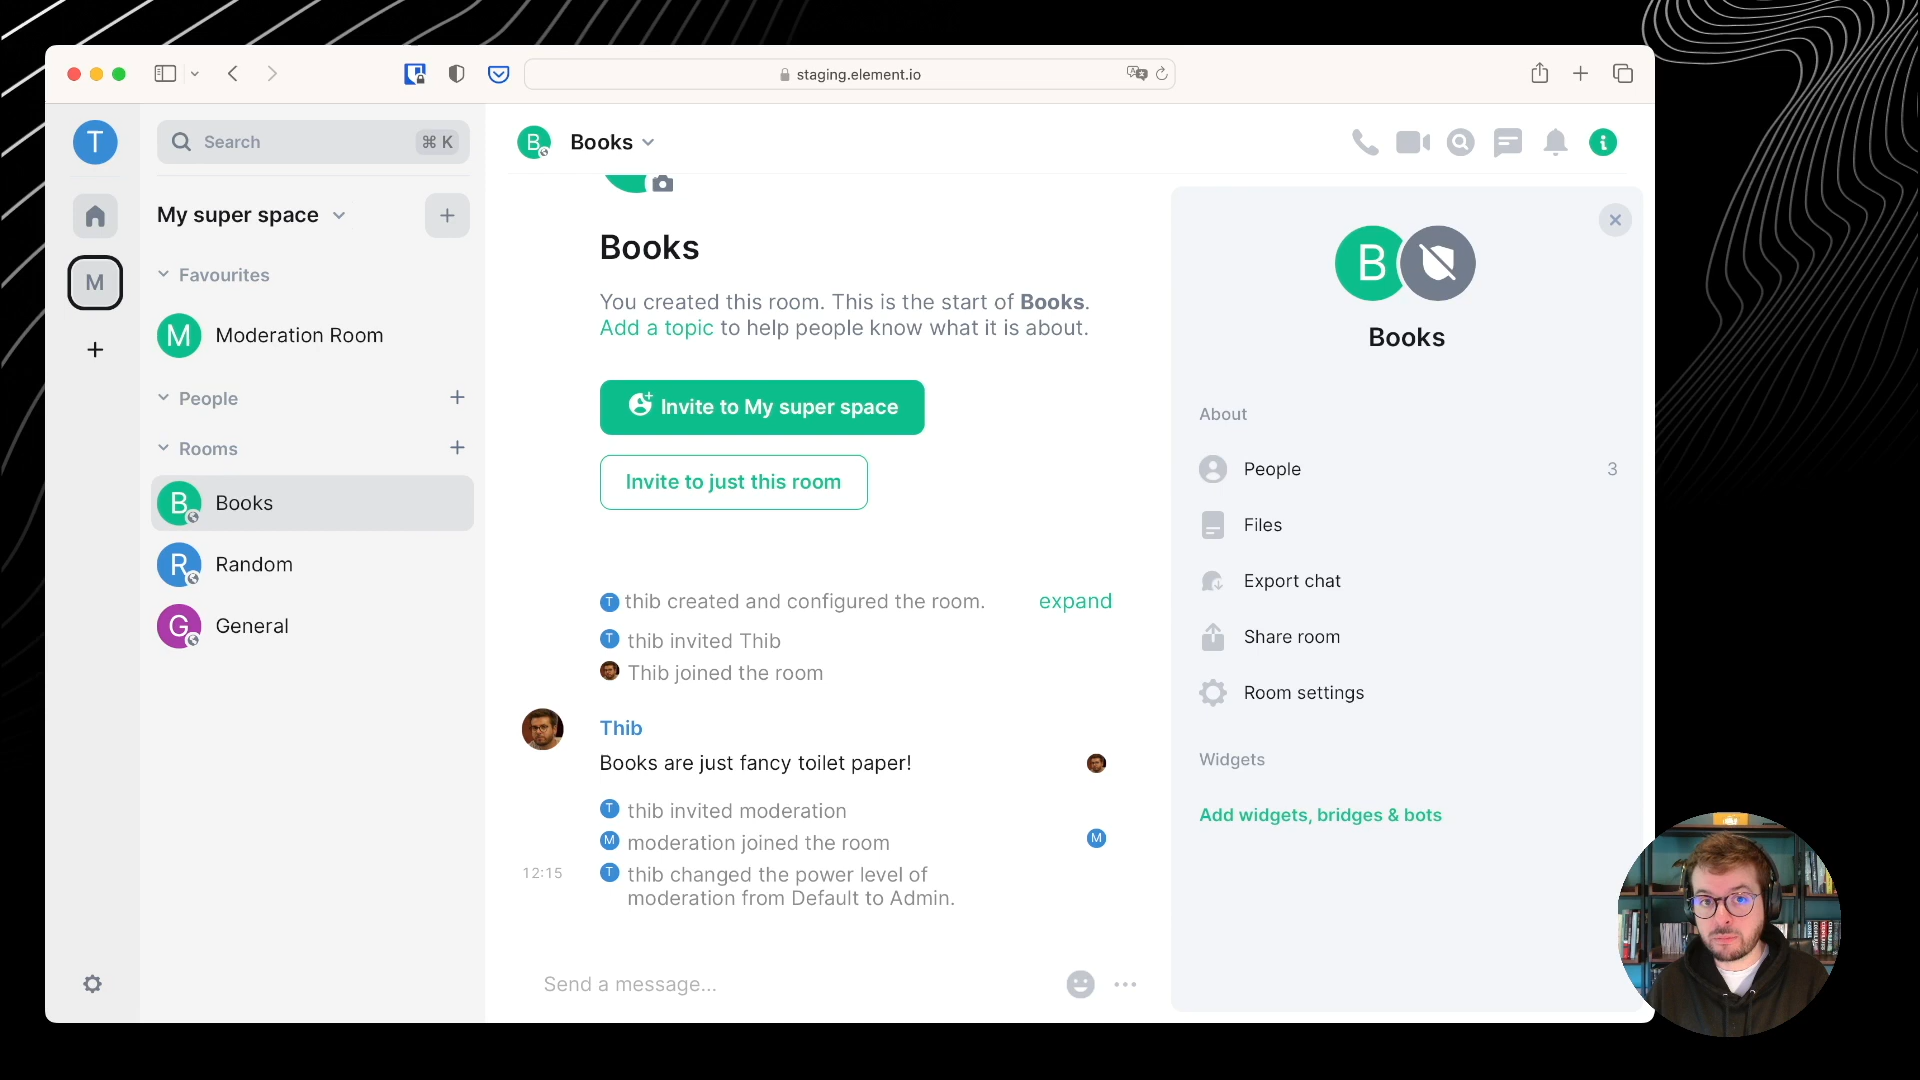 staging.element.io
T
Search
⌘ K
My super space
M
Favourites
M
Moderation Room
People
Rooms
B
Books
R
Random
G
General
B
Books
Books
You created this room. This is the start of Books.
Add a topic to help people know what it is about.
Invite to My super space
Invite to just this room
T
thib created and configured the room.
expand
T
thib invited Thib
Thib joined the room
Thib
Books are just fancy toilet paper!
T
thib invited moderation
M
moderation joined the room
M
12:15
T
thib changed the power level of
moderation from Default to Admin.
Send a message...
B
Books
About
People
3
Files
Export chat
Share room
Room settings
Widgets
Add widgets, bridges & bots